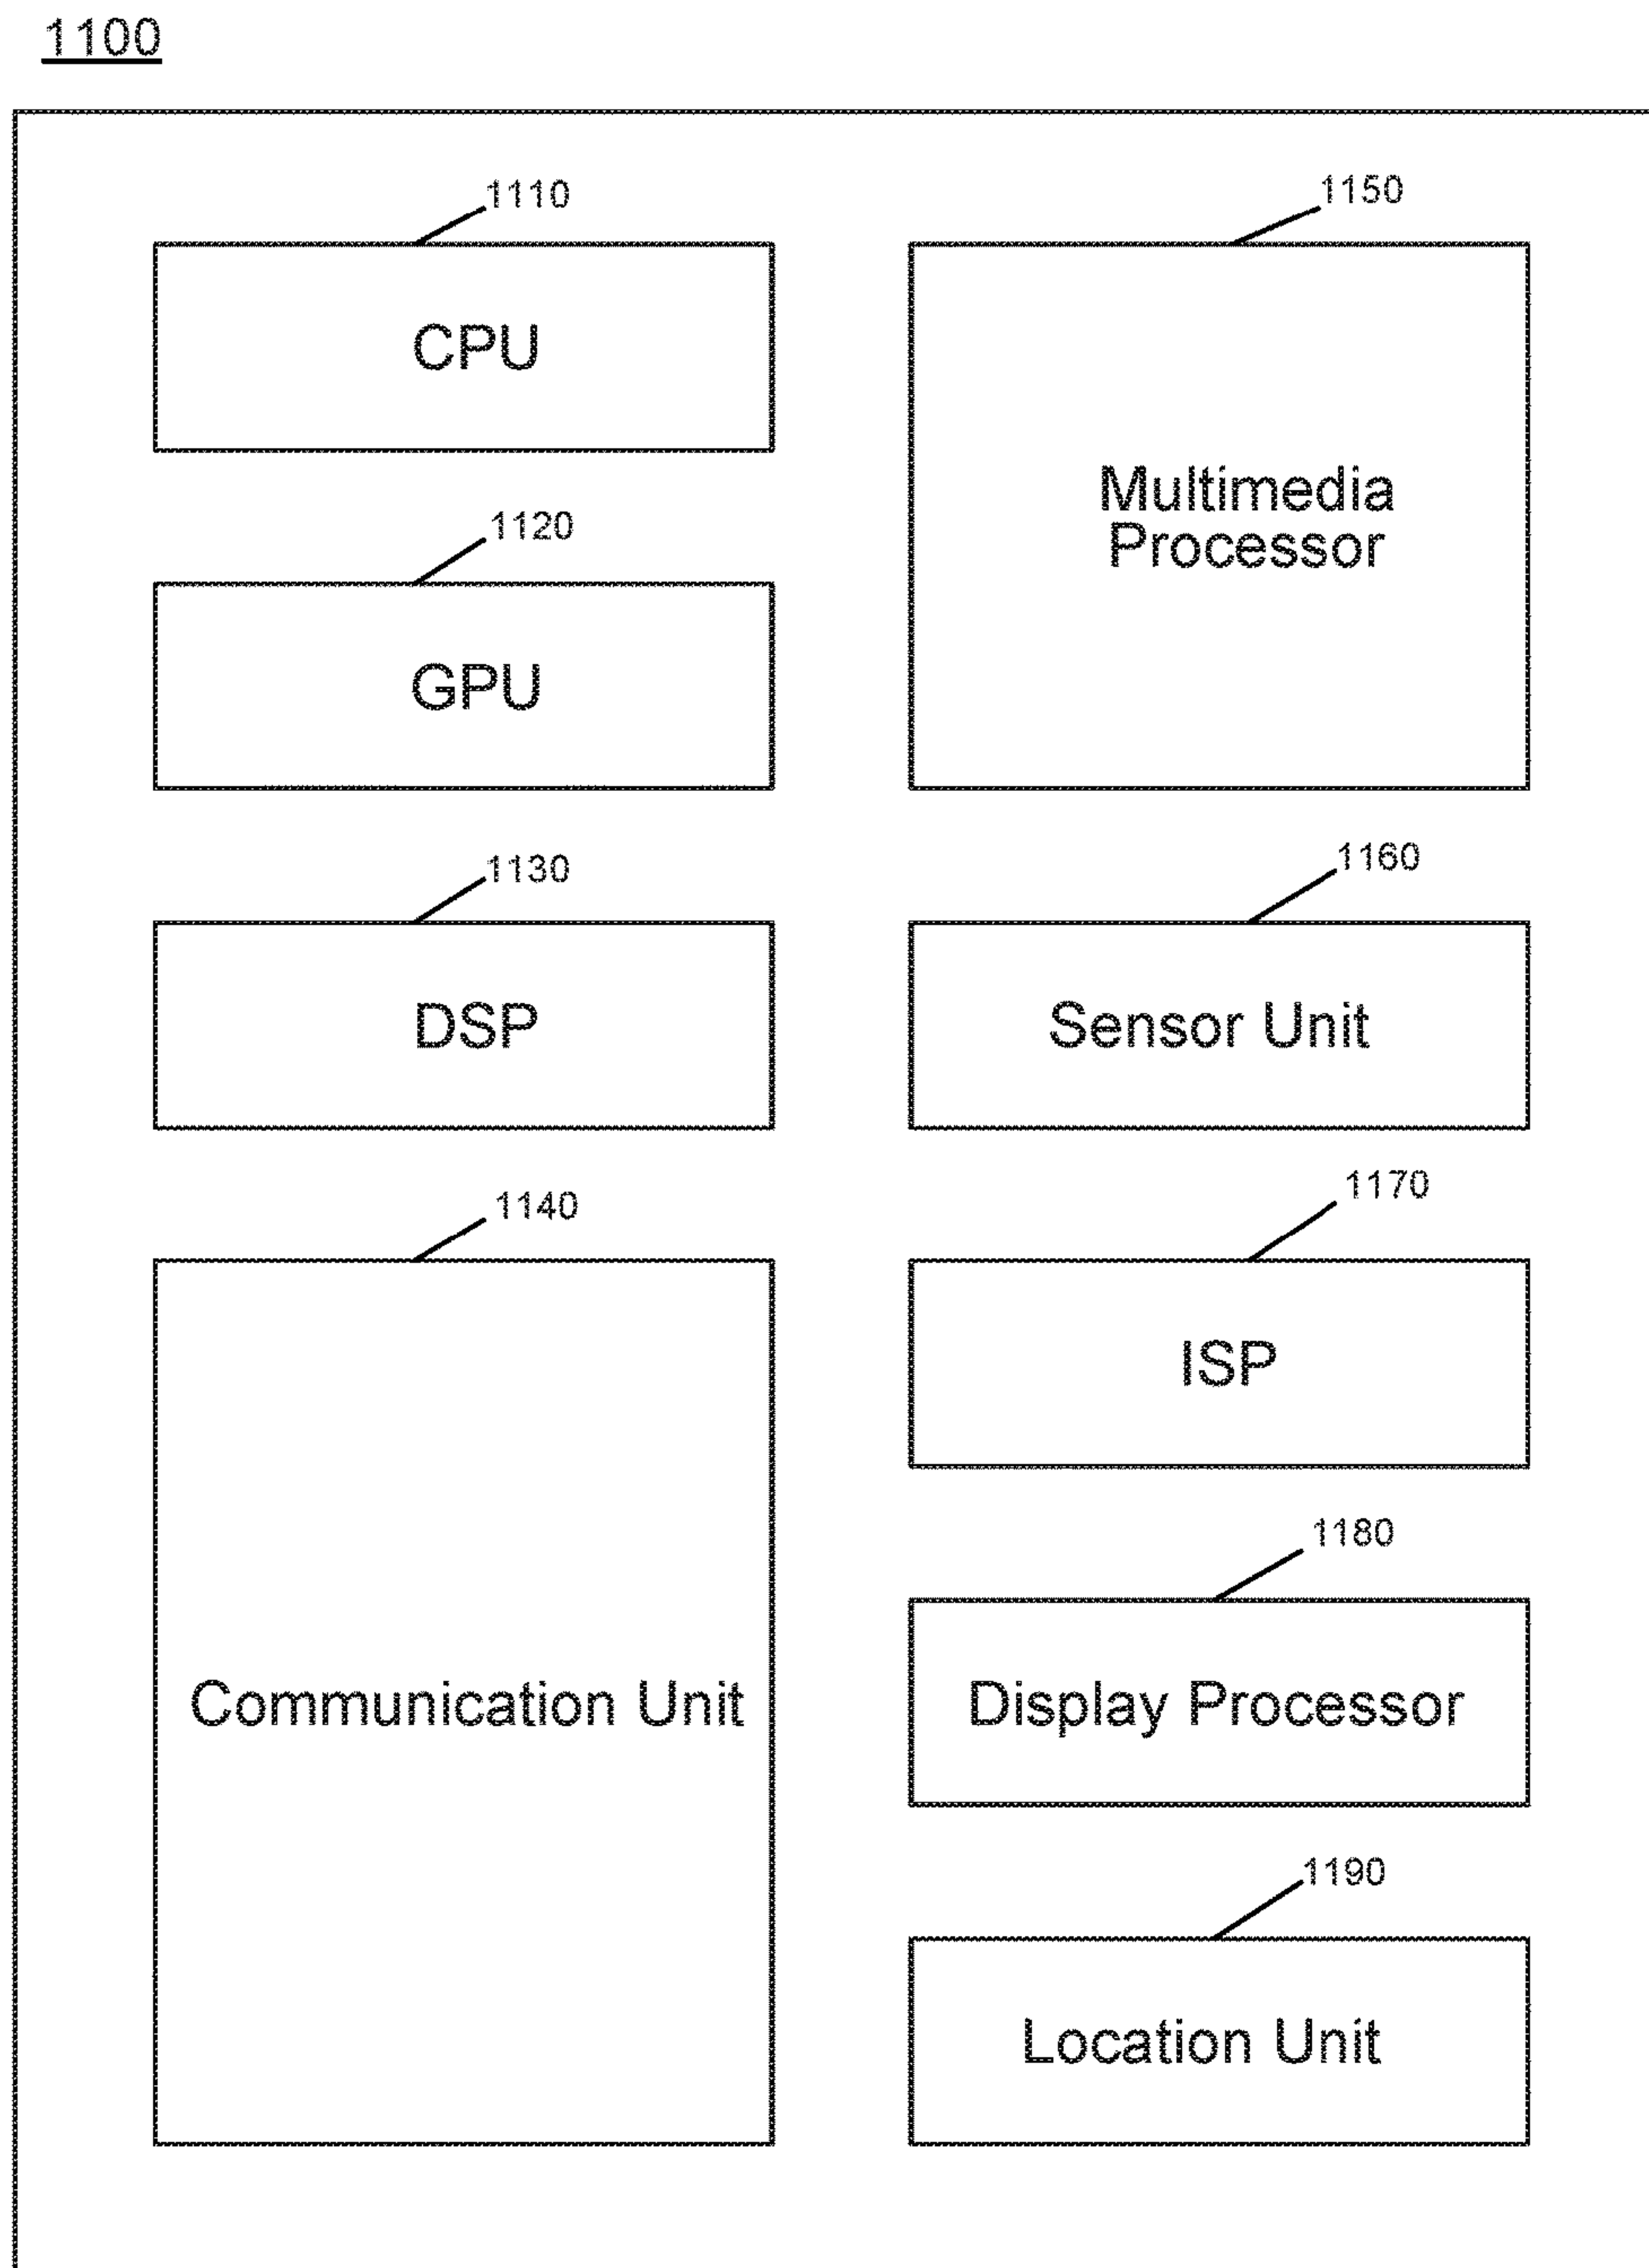 1100
1110
CPU
1120
GPU
1130
DSP
1140
Communication Unit
1150
Multimedia
Processor
1160
Sensor Unit
1170
ISP
1180
Display Processor
1190
Location Unit